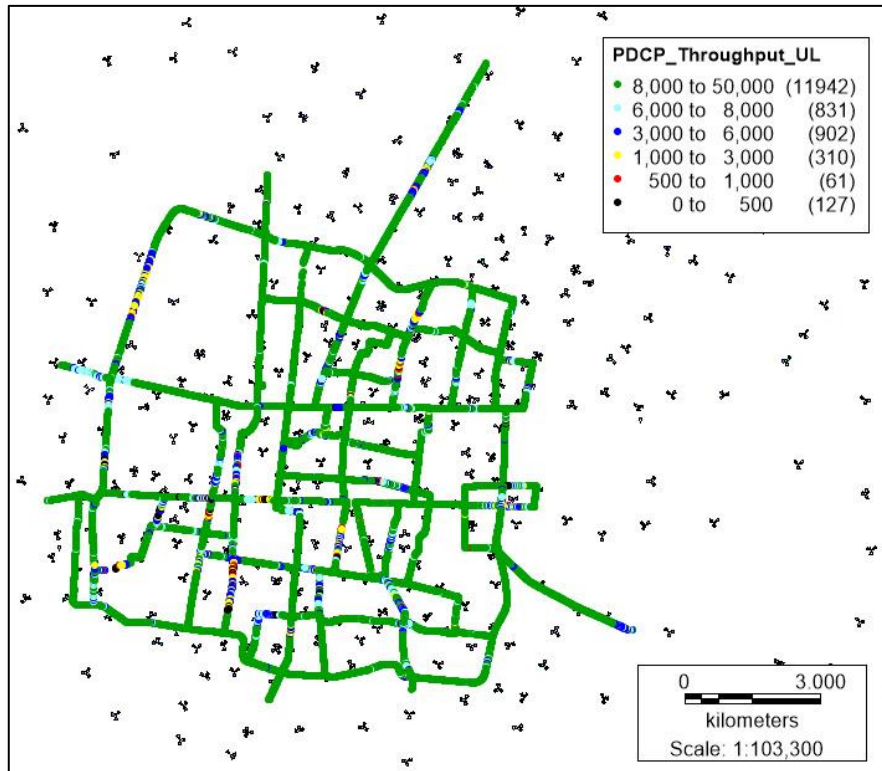 PDCP_Throughput_UL
8,000 to 50,000 (11942)
6,000 to 8,000 (831)
3,000 to 6,000 (902)
1,000 to 3,000 (310)
500 to 1,000 (61)
0 to 500 (127)
0 3.000
kilometers
Scale: 1:103,300